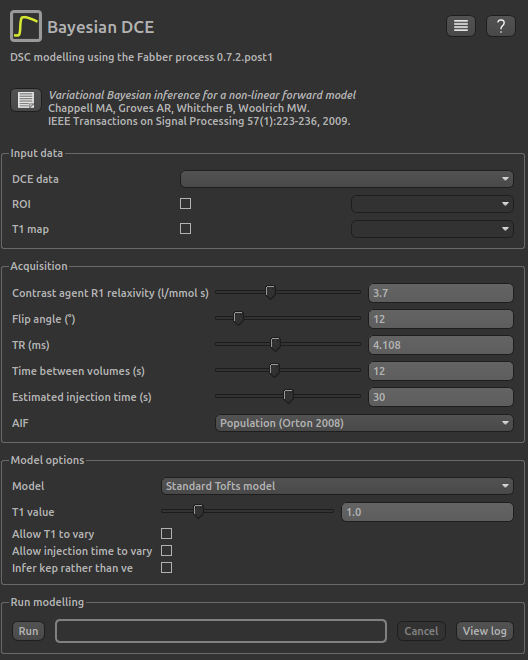 Bayesian DCE
?
DSC modelling using the Fabber process 0.7.2.post1
Variational Bayesian inference for a non-linear forward model
Chappell MA, Groves AR, Whitcher B, Woolrich MW.
IEEE Transactions on Signal Processing 57(1):223-236, 2009.
Input data
DCE data
ROI
T1 map
Acquisition
Contrast agent R1 relaxivity (l/mmol s) 3.7
Flip angle (°) 12
TR (ms) 4.108
Time between volumes (s) 12
Estimated injection time (s) 30
AIF Population (Orton 2008)
Model options
Model Standard Tofts model
T1 value 1.0
Allow T1 to vary
Allow injection time to vary
Infer kep rather than ve
Run modelling
Run Cancel View log